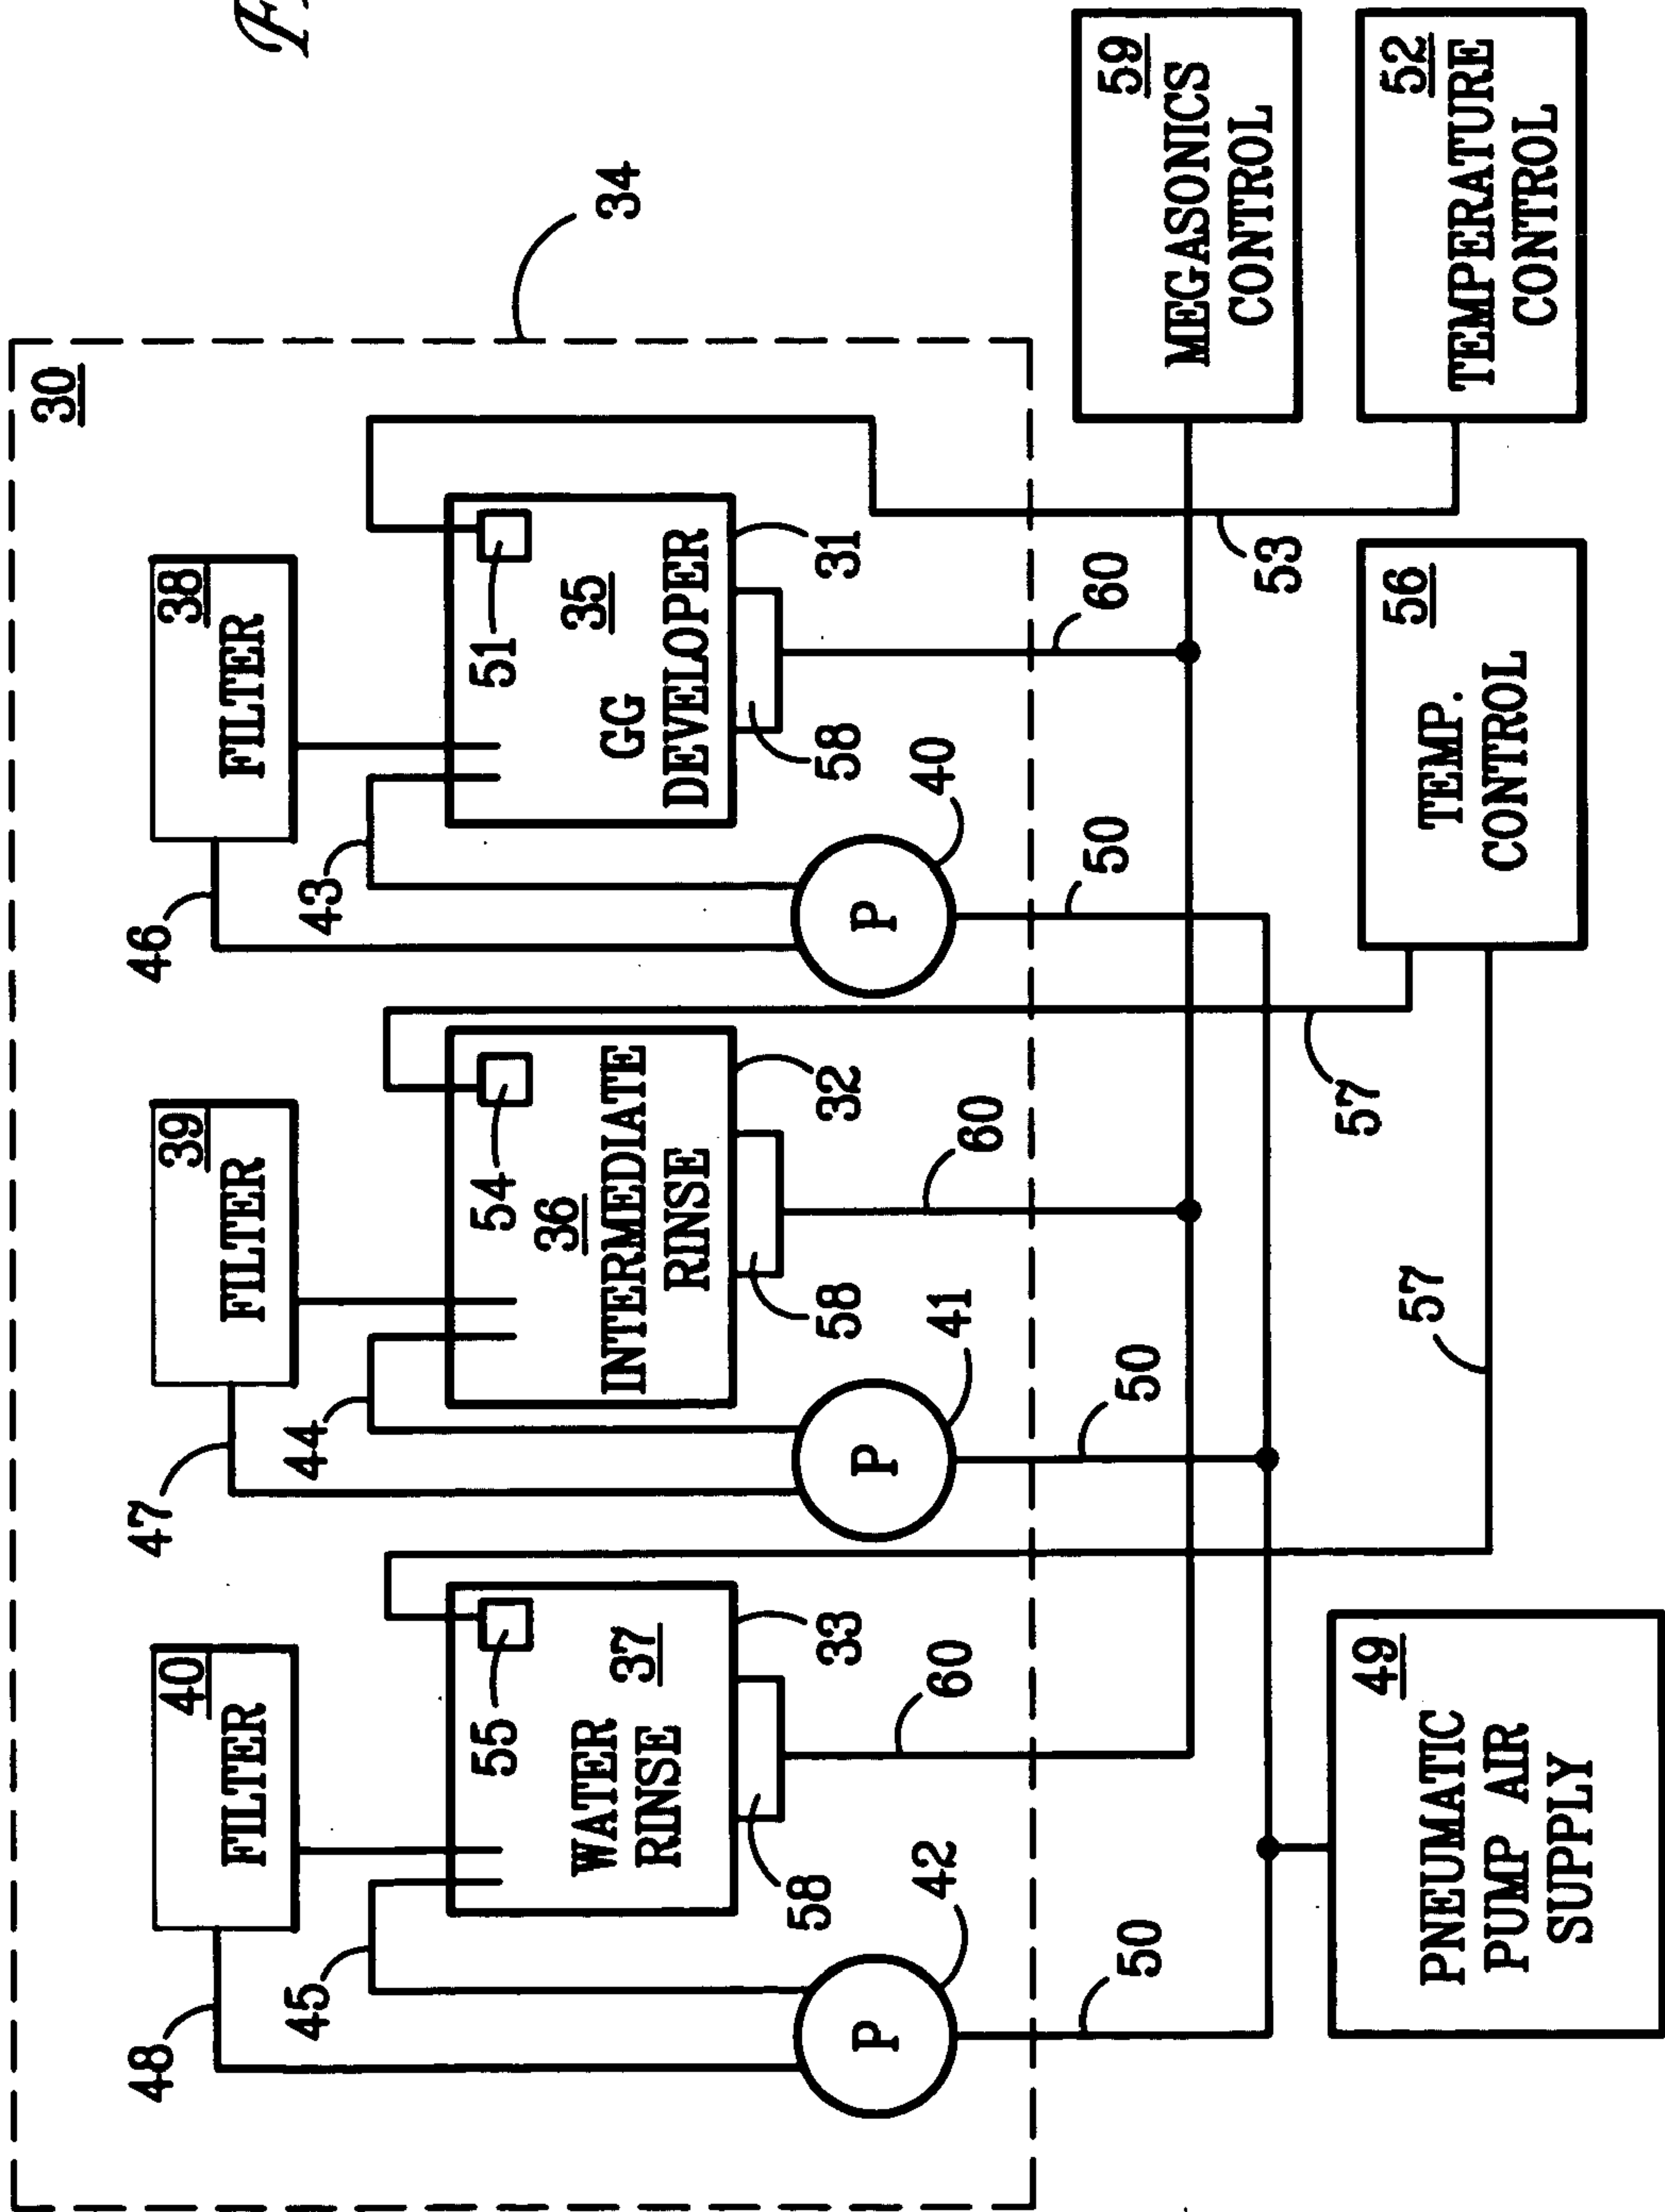 30
48
40
FILTER
47
39
FILTER
46
38
FILTER
45
44
43
34
55
37
WATER
RINSE
33
54
36
INTERMEDIATE
RINSE
32
51
35
GG
DEVELOPER
31
58
58
58
P
42
P
41
P
40
60
60
60
50
50
50
53
57
57
59
MEGASONICS
CONTROL
49
PNEUMATIC
PUMP AIR
SUPPLY
56
TEMP.
CONTROL
52
TEMPERATURE
CONTROL